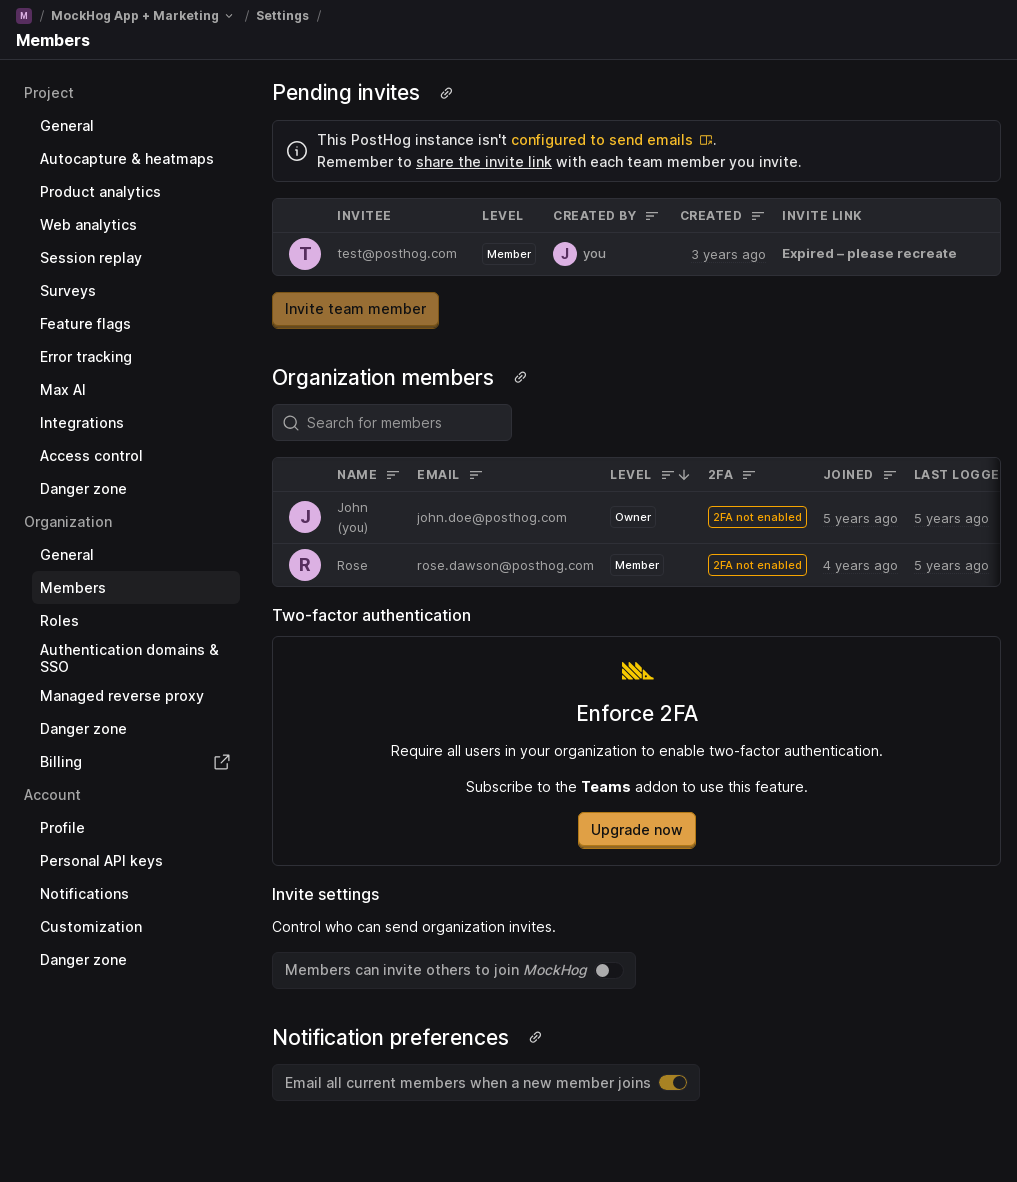 M / MockHog App + Marketing / Settings /
Members
Project
General
Autocapture & heatmaps
Product analytics
Web analytics
Session replay
Surveys
Feature flags
Error tracking
Max AI
Integrations
Access control
Danger zone
Organization
General
Members
Roles
Authentication domains &
SSO
Managed reverse proxy
Danger zone
Billing
Account
Profile
Personal API keys
Notifications
Customization
Danger zone
Pending invites
This PostHog instance isn't configured to send emails.
Remember to share the invite link with each team member you invite.
INVITEE LEVEL CREATED BY CREATED INVITE LINK
T test@posthog.com Member J you 3 years ago Expired – please recreate
Invite team member
Organization members
Search for members
NAME EMAIL LEVEL 2FA JOINED LAST LOGGE
J John (you) john.doe@posthog.com Owner 2FA not enabled 5 years ago 5 years ago
R Rose rose.dawson@posthog.com Member 2FA not enabled 4 years ago 5 years ago
Two-factor authentication
Enforce 2FA
Require all users in your organization to enable two-factor authentication.
Subscribe to the Teams addon to use this feature.
Upgrade now
Invite settings
Control who can send organization invites.
Members can invite others to join MockHog
Notification preferences
Email all current members when a new member joins